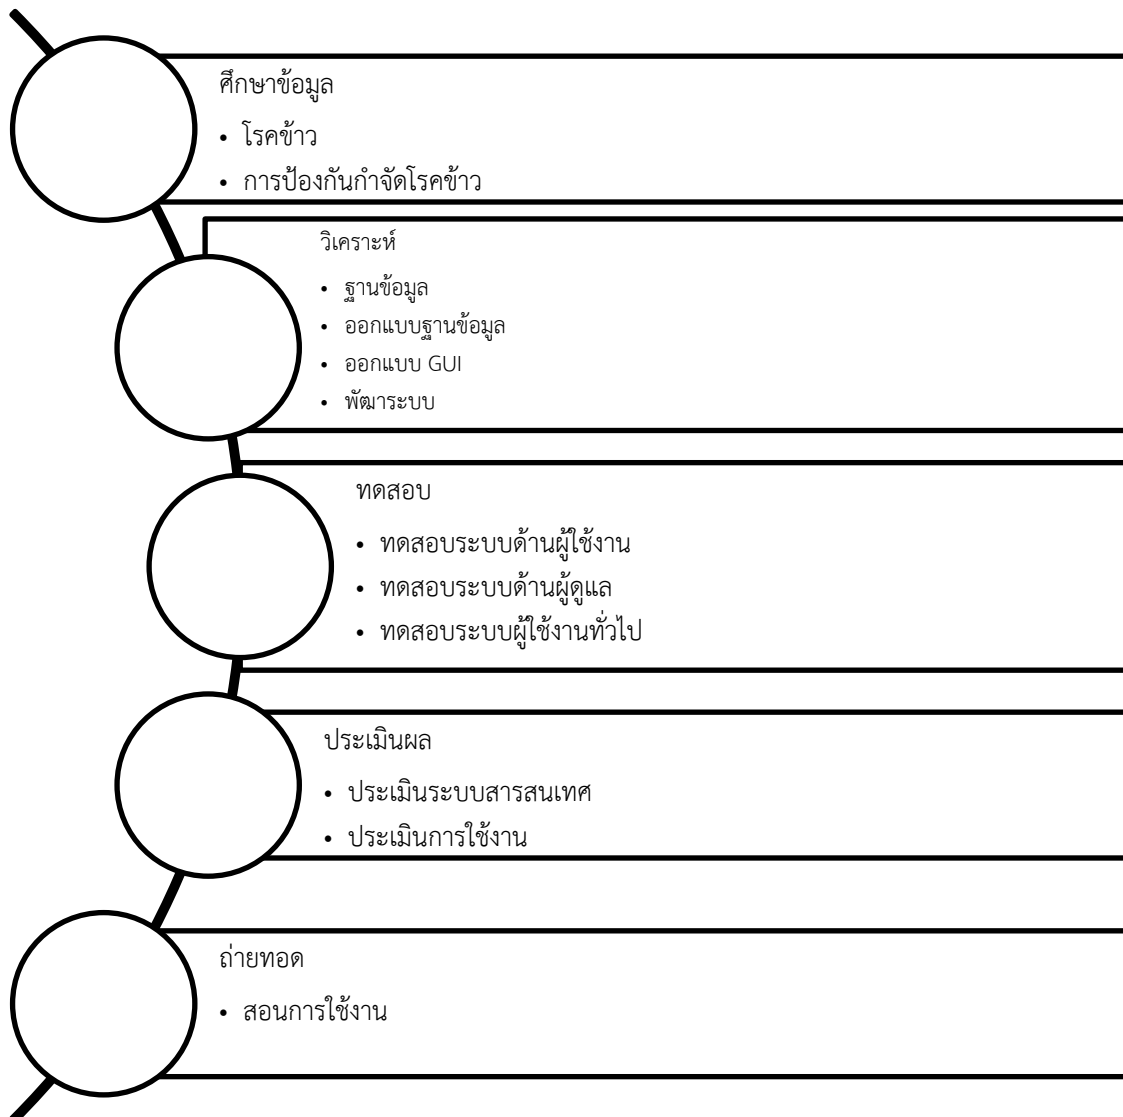 ศึกษาข้อมูล
• โรคข้าว
• การป้องกันกำจัดโรคข้าว
วิเคราะห์
• ฐานข้อมูล
• ออกแบบฐานข้อมูล
• ออกแบบ GUI
• พัฒาระบบ
ทดสอบ
• ทดสอบระบบด้านผู้ใช้งาน
• ทดสอบระบบด้านผู้ดูแล
• ทดสอบระบบผู้ใช้งานทั่วไป
ประเมินผล
• ประเมินระบบสารสนเทศ
• ประเมินการใช้งาน
ถ่ายทอด
• สอนการใช้งาน